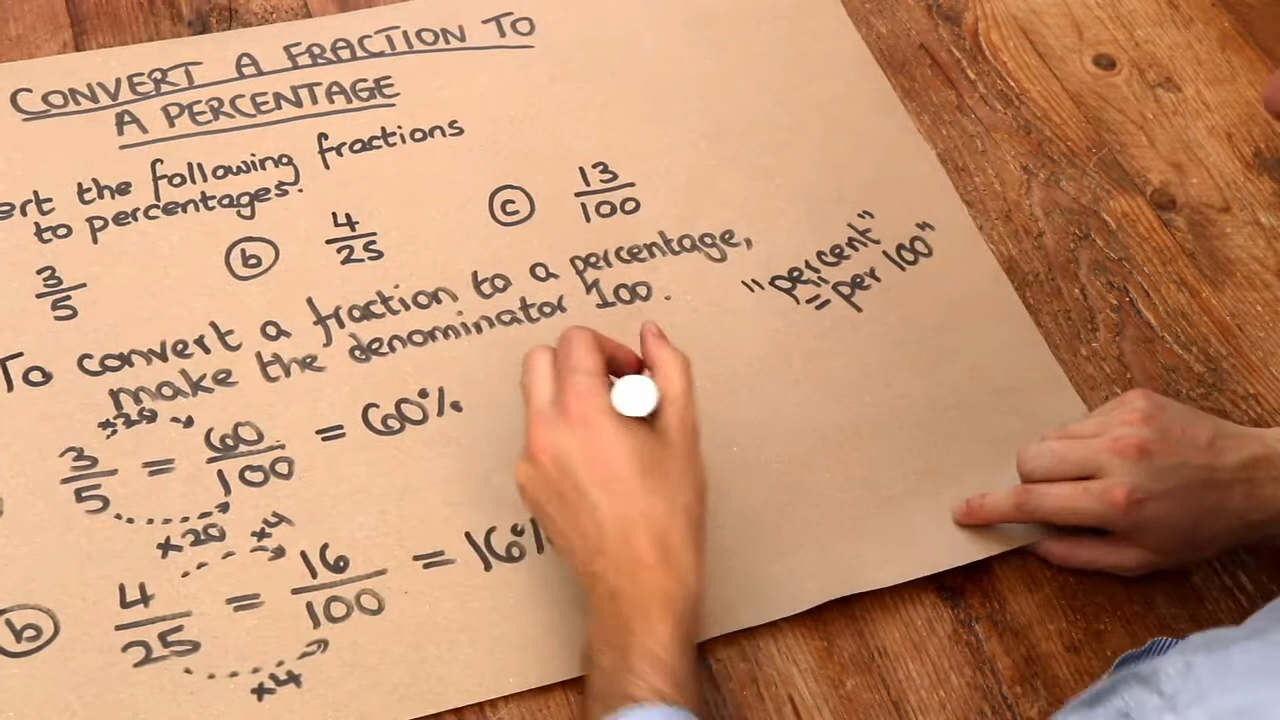 CONVERT A FRACTION TO
A PERCENTAGE
ert the following fractions
to percentages.
3/5
(b) 4/25
(c) 13/100
To convert a fraction to a percentage,
make the denominator 100.
"percent"
= "per 100"
×20
3/5 = 60/100 = 60%
×20
×4
(b) 4/25 = 16/100 = 16%
×4